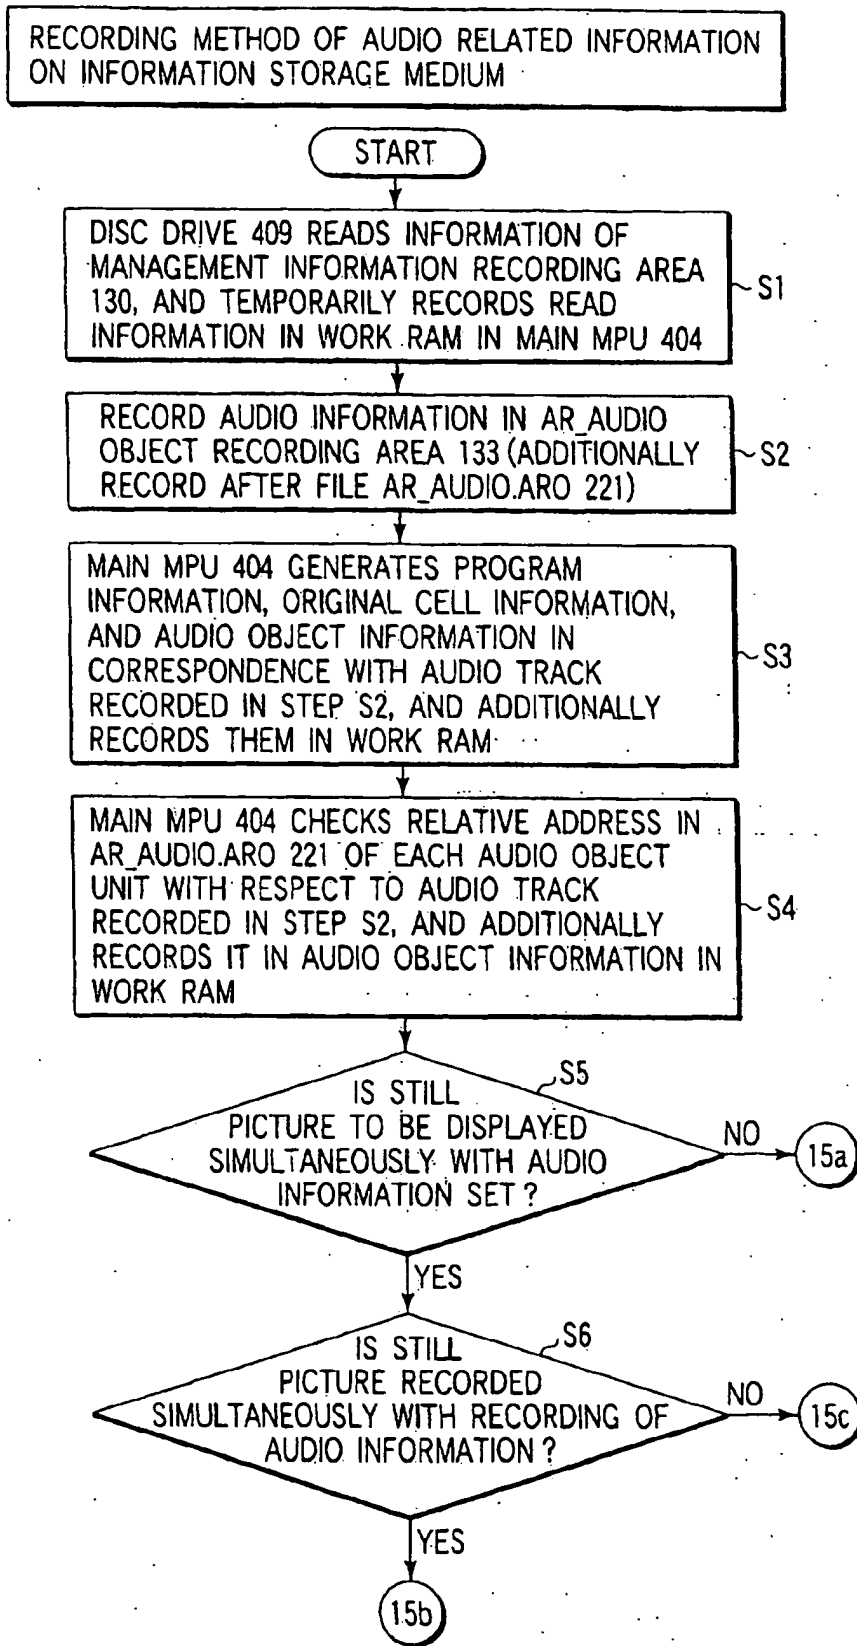 RECORDING METHOD OF AUDIO RELATED INFORMATION
ON INFORMATION STORAGE MEDIUM
START
DISC DRIVE 409 READS INFORMATION OF
MANAGEMENT INFORMATION RECORDING AREA
130, AND TEMPORARILY RECORDS READ
INFORMATION IN WORK RAM IN MAIN MPU 404
S1
RECORD AUDIO INFORMATION IN AR_AUDIO
OBJECT RECORDING AREA 133 (ADDITIONALLY
RECORD AFTER FILE AR_AUDIO.ARO 221)
S2
MAIN MPU 404 GENERATES PROGRAM
INFORMATION, ORIGINAL CELL INFORMATION,
AND AUDIO OBJECT INFORMATION IN
CORRESPONDENCE WITH AUDIO TRACK
RECORDED IN STEP S2, AND ADDITIONALLY
RECORDS THEM IN WORK RAM
S3
MAIN MPU 404 CHECKS RELATIVE ADDRESS IN
AR_AUDIO.ARO 221 OF EACH AUDIO OBJECT
UNIT WITH RESPECT TO AUDIO TRACK
RECORDED IN STEP S2, AND ADDITIONALLY
RECORDS IT IN AUDIO OBJECT INFORMATION IN
WORK RAM
S4
S5
IS STILL
PICTURE TO BE DISPLAYED
SIMULTANEOUSLY WITH AUDIO
INFORMATION SET ?
NO
15a
YES
S6
IS STILL
PICTURE RECORDED
SIMULTANEOUSLY WITH RECORDING OF
AUDIO INFORMATION ?
NO
15c
YES
15b